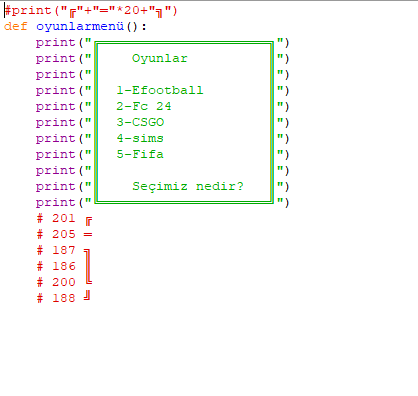 #print("╔"+"═"*20+"╗")
def oyunlarmenü():
    print("╔══════════════════════╗")
    print("║    Oyunlar           ║")
    print("║                      ║")
    print("║  1-Efootball         ║")
    print("║  2-Fc 24             ║")
    print("║  3-CSGO              ║")
    print("║  4-sims              ║")
    print("║  5-Fifa              ║")
    print("║                      ║")
    print("║    Seçimiz nedir?    ║")
    print("╚══════════════════════╝")
    # 201 ╔
    # 205 ═
    # 187 ╗
    # 186 ║
    # 200 ╚
    # 188 ╝